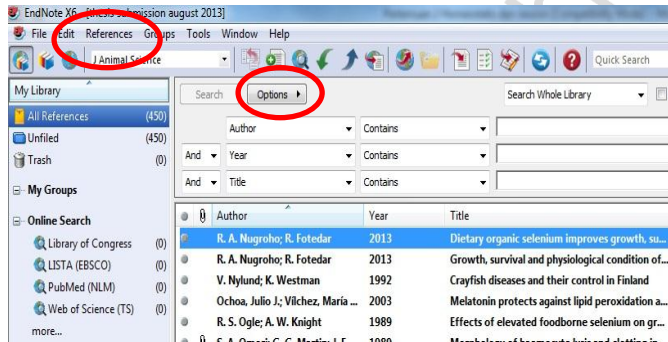 EndNote X6 - [thesis submission august 2013]
File Edit References Groups Tools Window Help
J Animal Science
Quick Search
My Library
Search Options
Search Whole Library
All References (450)
Unfiled (450)
Trash (0)
My Groups
Online Search
Library of Congress (0)
LISTA (EBSCO) (0)
PubMed (NLM) (0)
Web of Science (TS) (0)
more...
Author Contains
And Year Contains
And Title Contains
Author Year Title
R. A. Nugroho; R. Fotedar 2013 Dietary organic selenium improves growth, su...
R. A. Nugroho; R. Fotedar 2013 Growth, survival and physiological condition of...
V. Nylund; K. Westman 1992 Crayfish diseases and their control in Finland
Ochoa, Julio J.; Vílchez, María ... 2003 Melatonin protects against lipid peroxidation a...
R. S. Ogle; A. W. Knight 1989 Effects of elevated foodborne selenium on gr...